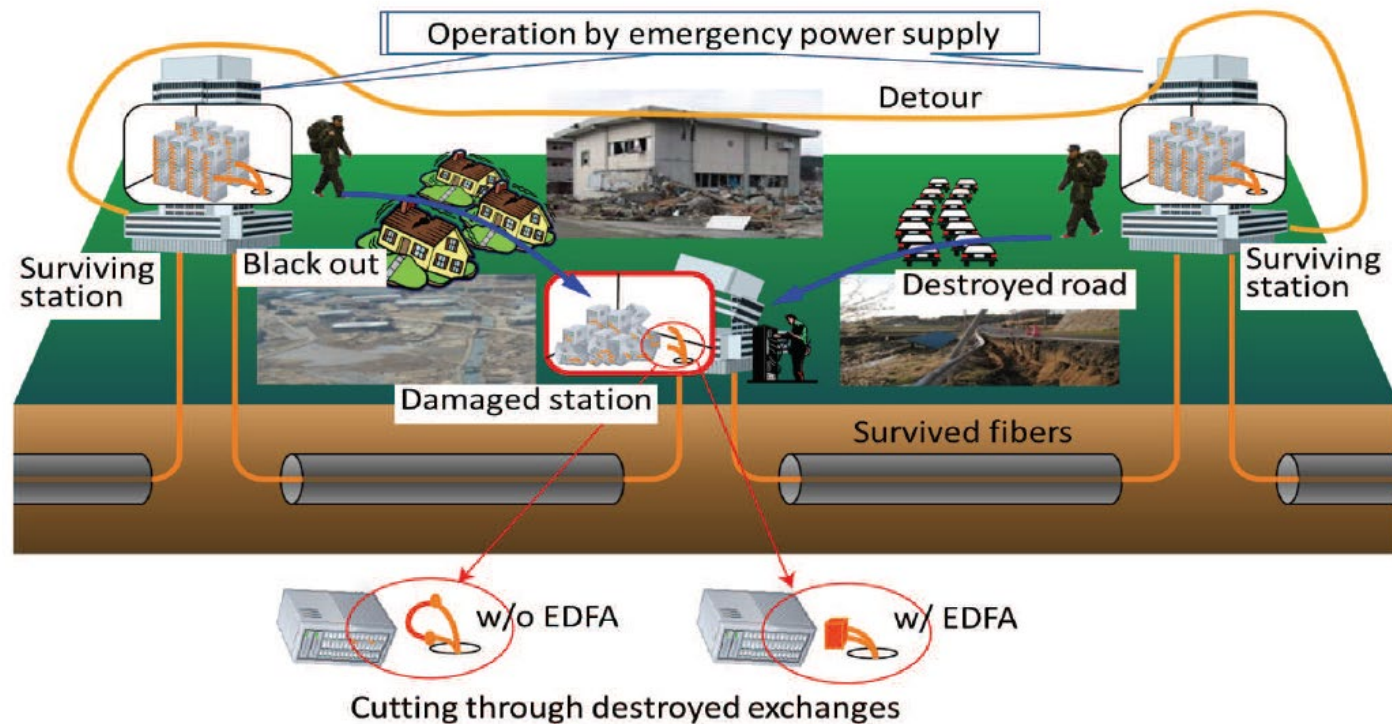 Operation by emergency power supply
Detour
Surviving
station
Black out
Destroyed road
Surviving
station
Damaged station
Survived fibers
w/o EDFA
w/ EDFA
Cutting through destroyed exchanges